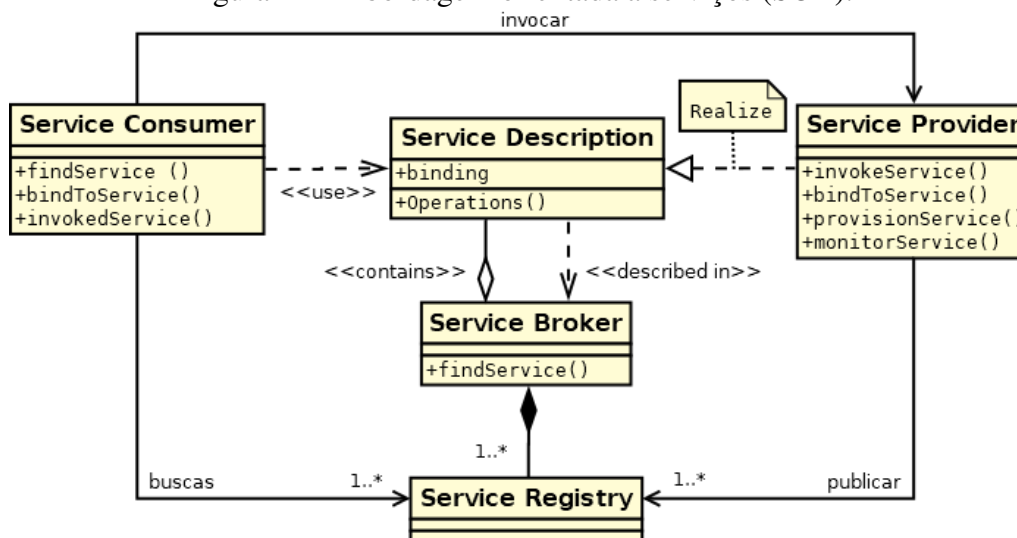 invocar
Service Consumer
+findService ()
+bindToService()
+invokedService()
<<use>>
Service Description
+binding
+Operations()
Realize
Service Provider
+invokeService()
+bindToService()
+provisionService()
+monitorService()
<<contains>>
<<described in>>
Service Broker
+findService()
1..*
buscas
1..*
1..*
publicar
Service Registry